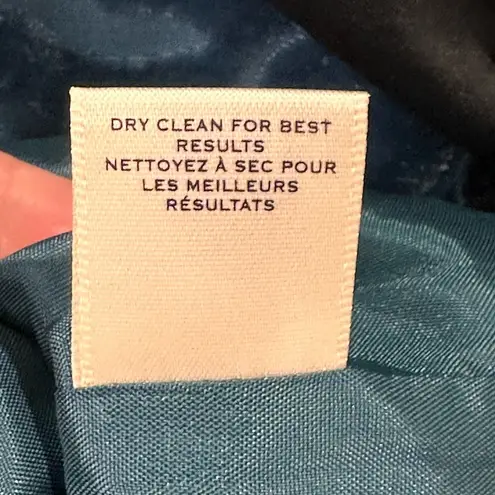 DRY CLEAN FOR BEST
RESULTS
NETTOYEZ À SEC POUR
LES MEILLEURS
RÉSULTATS